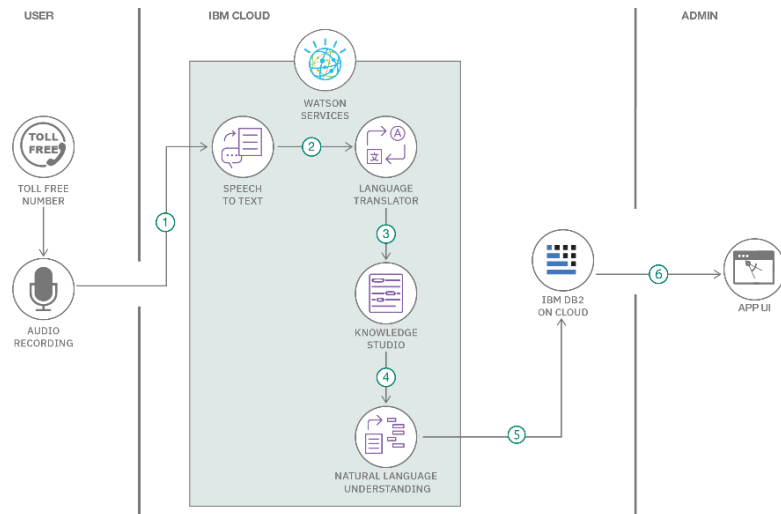 USER
IBM CLOUD
ADMIN
WATSON
SERVICES
TOLL
FREE
TOLL FREE
NUMBER
SPEECH
TO TEXT
2
A
文
LANGUAGE
TRANSLATOR
1
3
AUDIO
RECORDING
KNOWLEDGE
STUDIO
IBM DB2
ON CLOUD
6
APP UI
4
NATURAL LANGUAGE
UNDERSTANDING
5